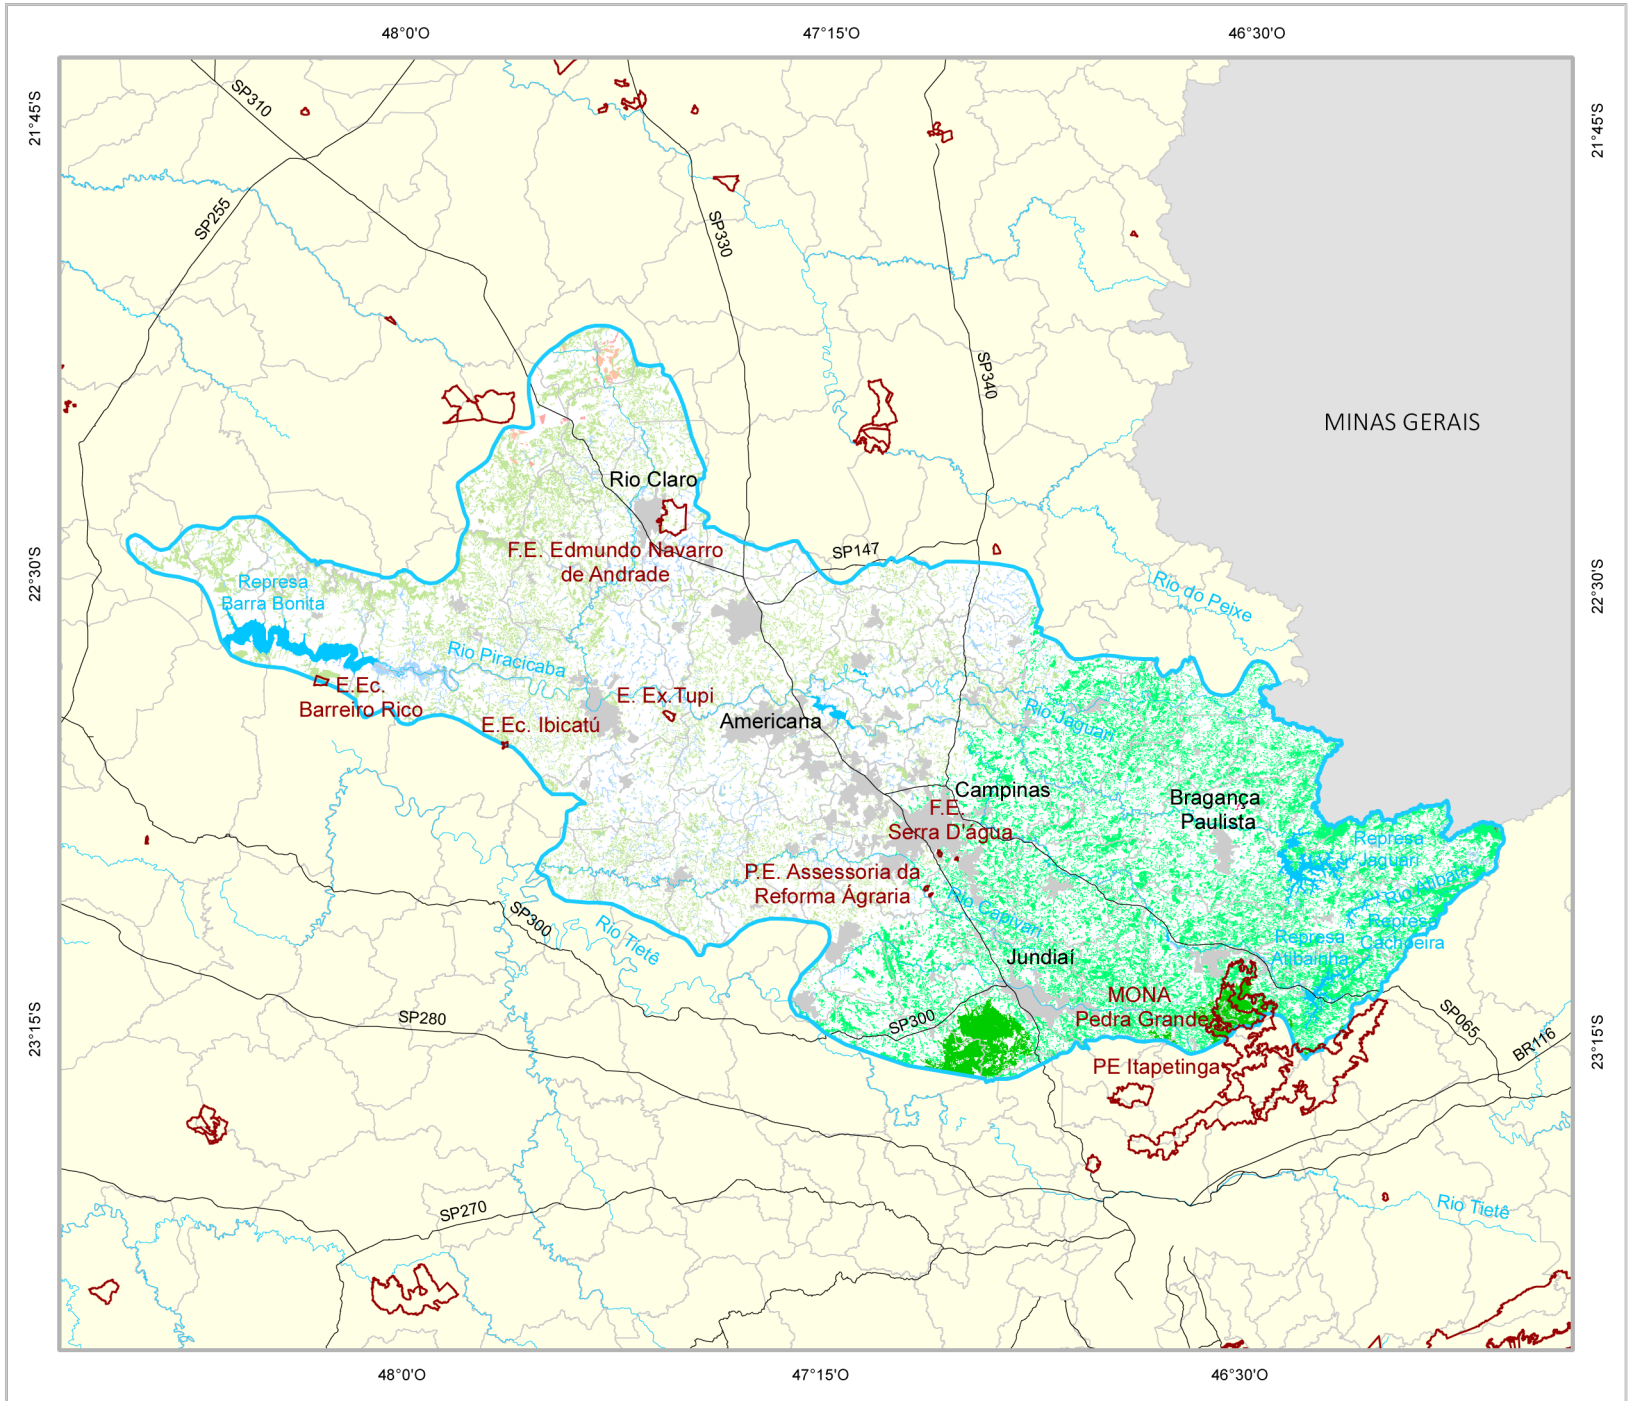 48°0'O
47°15'O
46°30'O
21°45'S
21°45'S
SP310
SP255
SP330
SP340
MINAS GERAIS
Rio Claro
F.E. Edmundo Navarro
de Andrade
SP147
22°30'S
22°30'S
Represa
Barra Bonita
Rio do Peixe
Rio Piracicaba
E.Ec.
Barreiro Rico
E. Ex.Tupi
E.Ec. Ibicatú
Americana
Rio Jaguari
Campinas
F.E.
Serra D'água
Bragança
Paulista
Represa
Jaguari
P.E. Assessoria da
Reforma Ágraria
Rio Atibaia
Rio Capivari
Represa
Cachoeira
Represa
Atibainha
SP300
Rio Tietê
Jundiaí
MONA
Pedra Grande
SP280
SP300
SP065
BR116
23°15'S
23°15'S
PE Itapetinga
SP270
Rio Tietê
48°0'O
47°15'O
46°30'O